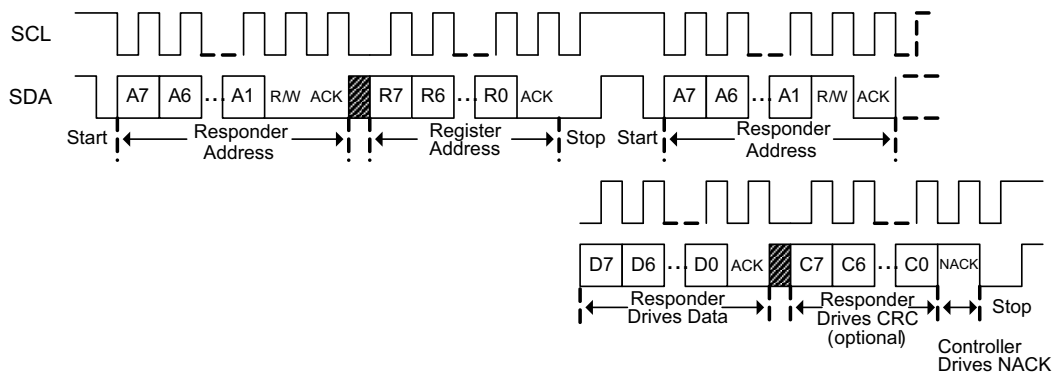 SCL
SDA
A7 A6 ... A1 R/W ACK R7 R6 ... R0 ACK A7 A6 ... A1 R/W ACK
Start Responder Address Register Address Stop Start Responder Address
D7 D6 ... D0 ACK C7 C6 ... C0 NACK
Responder Drives Data
Responder Drives CRC (optional)
Stop
Controller Drives NACK